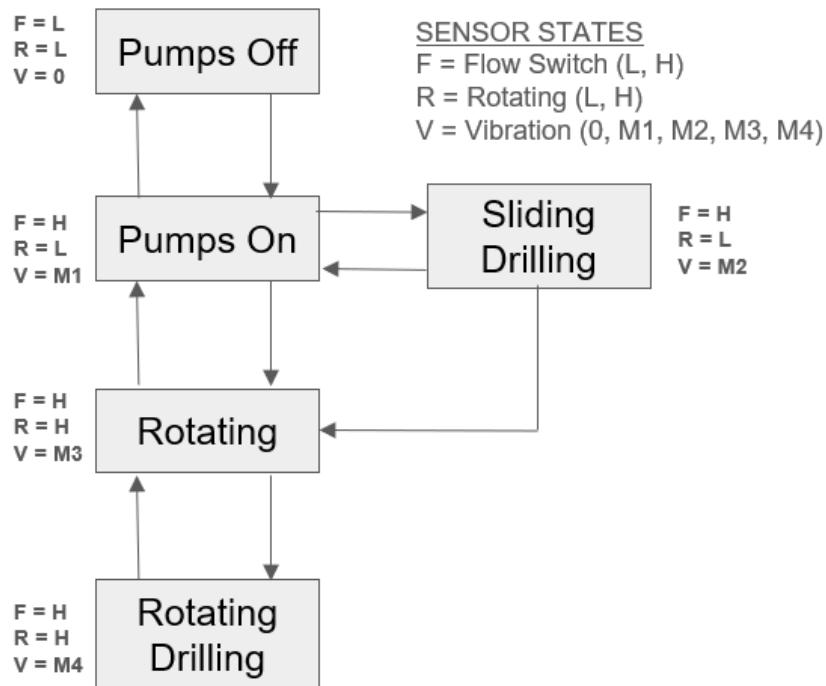 F = L
R = L
V = 0
Pumps Off
SENSOR STATES
F = Flow Switch (L, H)
R = Rotating (L, H)
V = Vibration (0, M1, M2, M3, M4)
F = H
R = L
V = M1
Pumps On
Sliding
Drilling
F = H
R = L
V = M2
F = H
R = H
V = M3
Rotating
F = H
R = H
V = M4
Rotating
Drilling